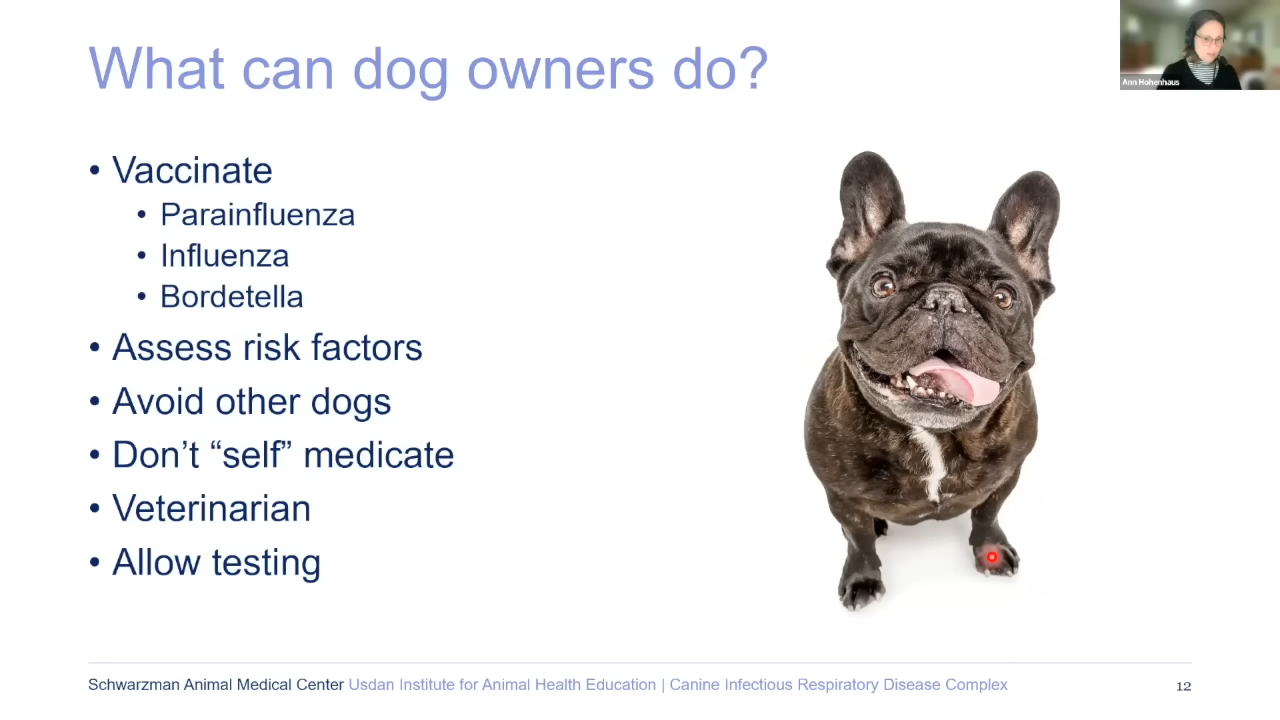 What can dog owners do?
Ann Hohenhaus
• Vaccinate
• Parainfluenza
• Influenza
• Bordetella
• Assess risk factors
• Avoid other dogs
• Don’t “self” medicate
• Veterinarian
• Allow testing
Schwarzman Animal Medical Center Usdan Institute for Animal Health Education | Canine Infectious Respiratory Disease Complex 12